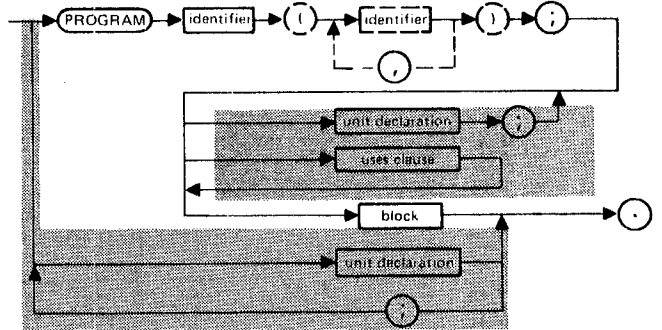 PROGRAM identifier ( identifier ) ;
,
unit declaration ;
uses clause
block .
unit declaration
;